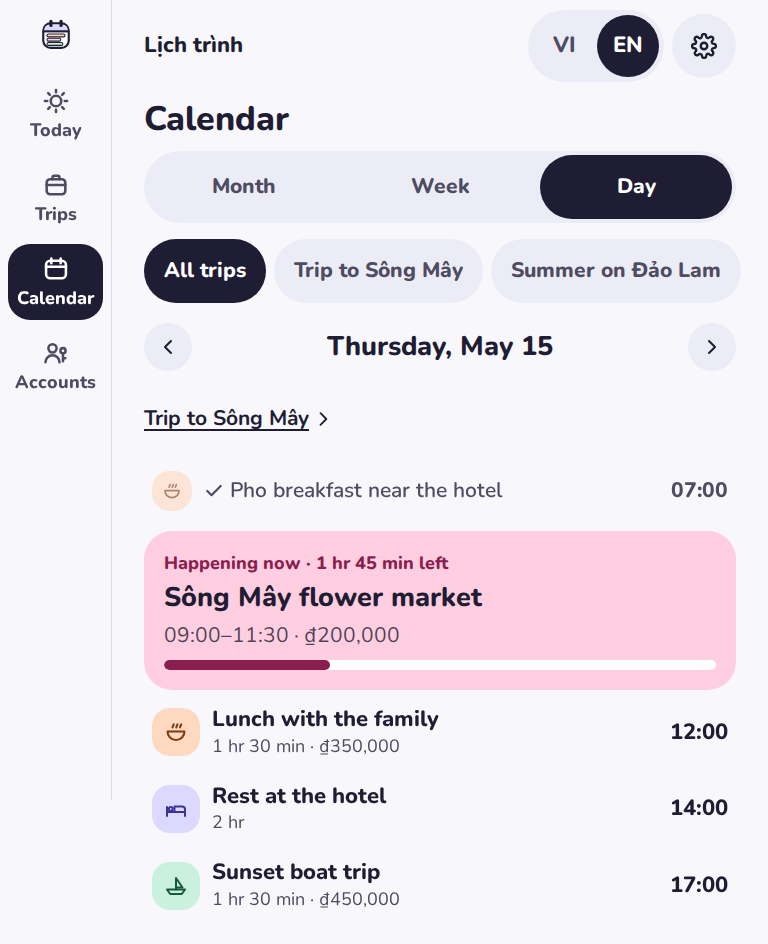 Lịch trình
VI
EN
Today
Trips
Calendar
Accounts
Calendar
Month
Week
Day
All trips
Trip to Sông Mây
Summer on Đảo Lam
Thursday, May 15
Trip to Sông Mây
Pho breakfast near the hotel
07:00
Happening now · 1 hr 45 min left
Sông Mây flower market
09:00–11:30 · ₫200,000
Lunch with the family
1 hr 30 min · ₫350,000
12:00
Rest at the hotel
2 hr
14:00
Sunset boat trip
1 hr 30 min · ₫450,000
17:00